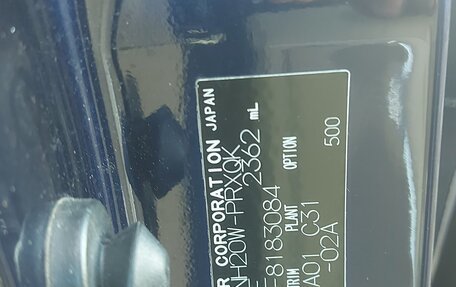 R CORPORATION JAPAN
NH20W-PRXQK
2362 mL
-8183084
TRIM PLANT OPTION
A01 C31 500
-02A